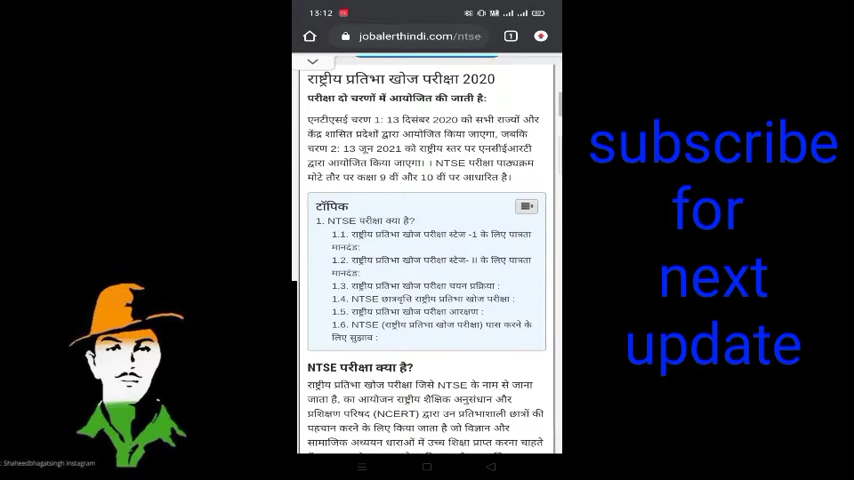 13:12
jobalerthindi.com/ntse
1
राष्ट्रीय प्रतिभा खोज परीक्षा 2020
परीक्षा दो चरणों में आयोजित की जाती है:
एनटीएसई चरण 1: 13 दिसंबर 2020 को सभी राज्यों और
केंद्र शासित प्रदेशों द्वारा आयोजित किया जाएगा, जबकि
चरण 2: 13 जून 2021 को राष्ट्रीय स्तर पर एनसीईआरटी
द्वारा आयोजित किया जाएगा। । NTSE परीक्षा पाठ्यक्रम
मोटे तौर पर कक्षा 9 वीं और 10 वीं पर आधारित है।
टॉपिक
1. NTSE परीक्षा क्या है?
1.1. राष्ट्रीय प्रतिभा खोज परीक्षा स्टेज -1 के लिए पात्रता
मानदंड:
1.2. राष्ट्रीय प्रतिभा खोज परीक्षा स्टेज- II के लिए पात्रता
मानदंड:
1.3. राष्ट्रीय प्रतिभा खोज परीक्षा चयन प्रक्रिया :
1.4. NTSE छात्रवृत्ति राष्ट्रीय प्रतिभा खोज परीक्षा :
1.5. राष्ट्रीय प्रतिभा खोज परीक्षा आरक्षण :
1.6. NTSE (राष्ट्रीय प्रतिभा खोज परीक्षा) पास करने के
लिए सुझाव :
NTSE परीक्षा क्या है?
राष्ट्रीय प्रतिभा खोज परीक्षा जिसे NTSE के नाम से जाना
जाता है, का आयोजन राष्ट्रीय शैक्षिक अनुसंधान और
प्रशिक्षण परिषद (NCERT) द्वारा उन प्रतिभाशाली छात्रों की
पहचान करने के लिए किया जाता है जो विज्ञान और
सामाजिक अध्ययन धाराओं में उच्च शिक्षा प्राप्त करना चाहते
subscribe
for
next
update
: Shaheedbhagatsingh instagram